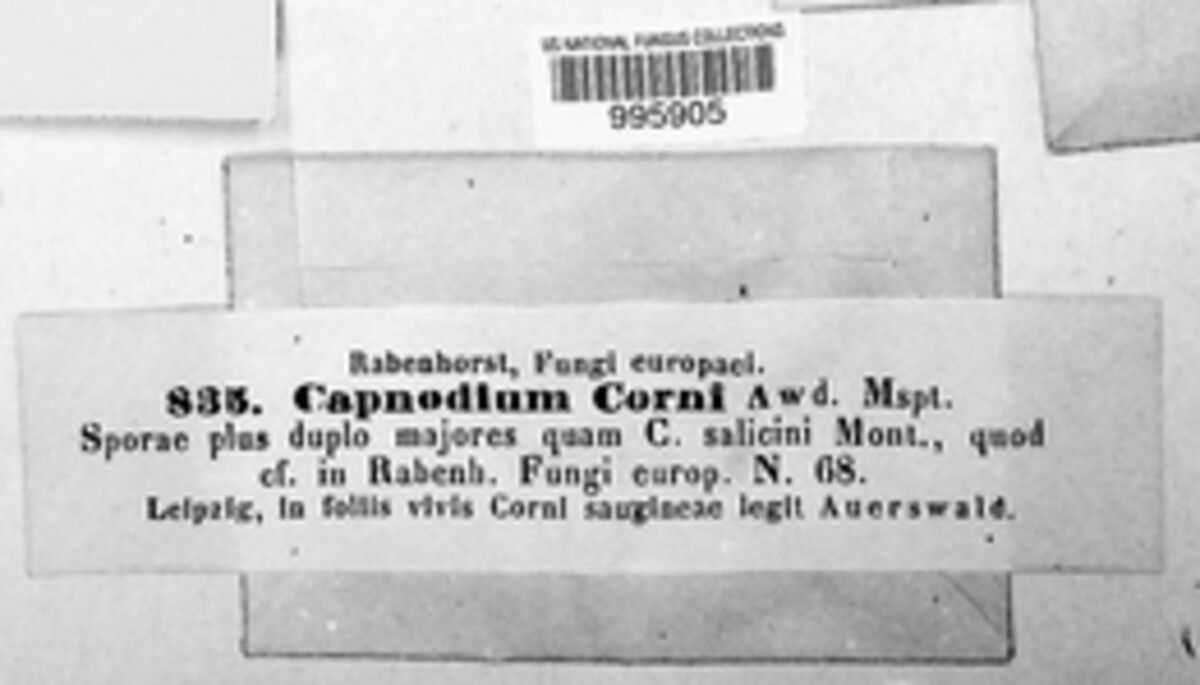 US NATIONAL FUNGUS COLLECTIONS
995905
Rabenhorst, Fungi europaei.
835. Capnodium Corni Awd. Mspt.
Sporae plus duplo majores quam C. salicini Mont., quod
cf. in Rabenh. Fungi europ. N. 68.
Leipzig, in foliis vivis Corni saugineae legit Auerswald.